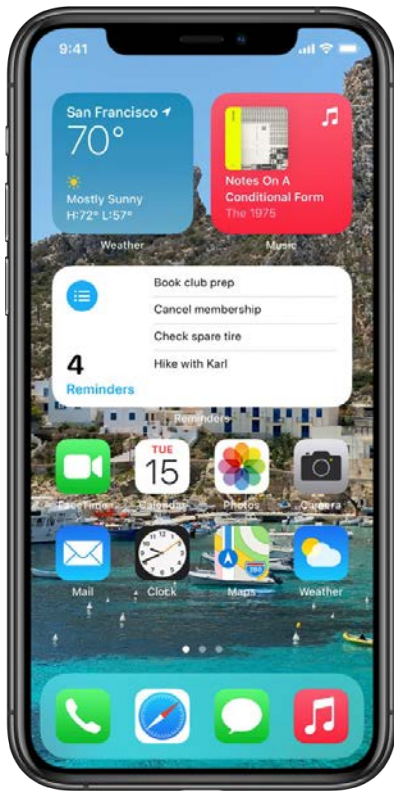 9:41
San Francisco
70°
Mostly Sunny
H:72° L:57°
Weather
Notes On A
Conditional Form
The 1975
Music
Book club prep
Cancel membership
Check spare tire
Hike with Karl
4
Reminders
Reminders
TUE
15
FaceTime Calendar Photos Camera
280
Mail Clock Maps Weather